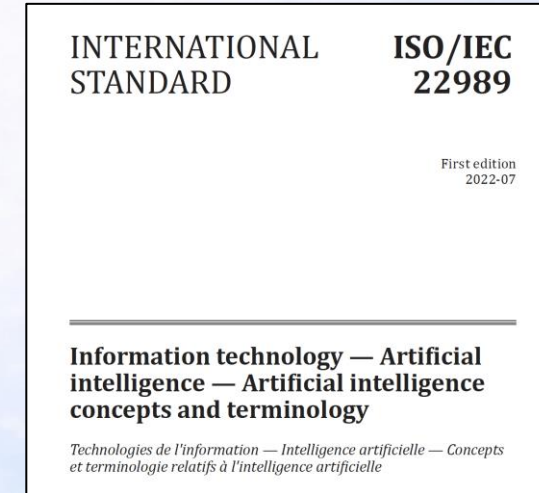 INTERNATIONAL STANDARD
ISO/IEC 22989
First edition
2022-07
Information technology — Artificial
intelligence — Artificial intelligence
concepts and terminology
Technologies de l'information — Intelligence artificielle — Concepts
et terminologie relatifs à l'intelligence artificielle